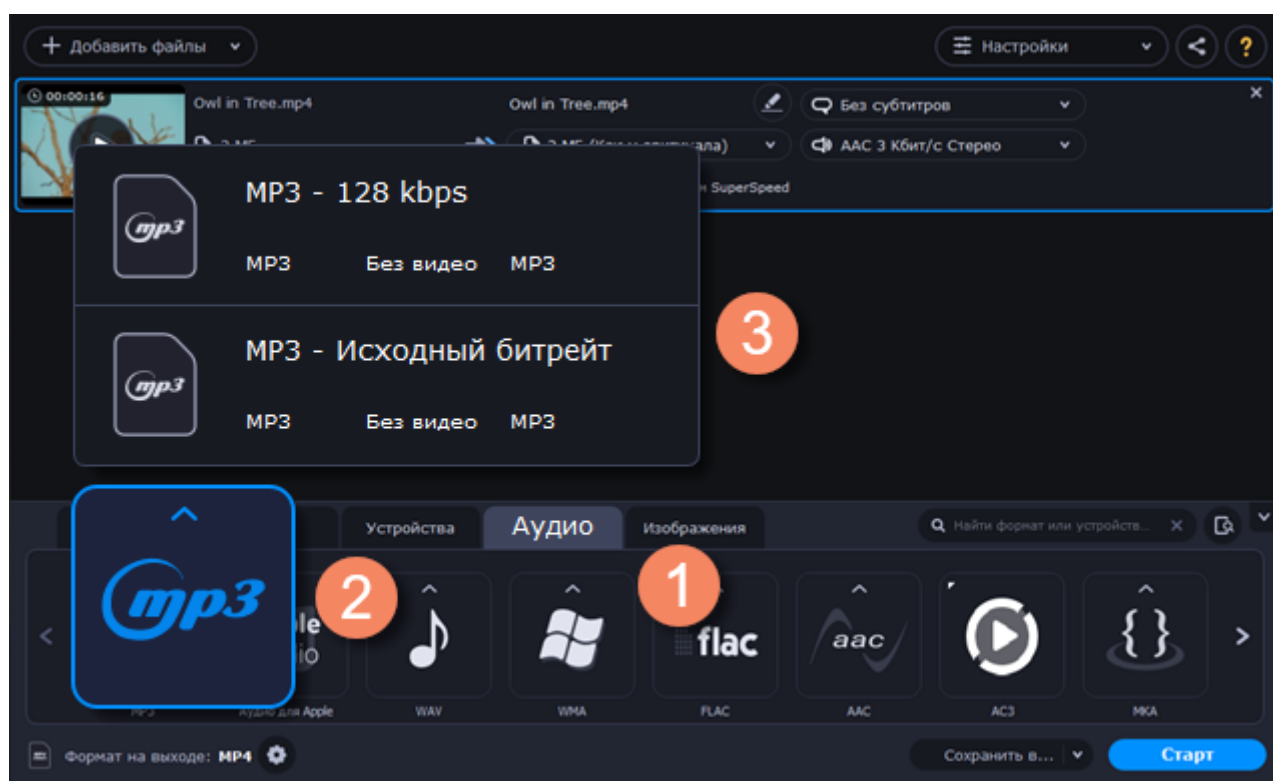 + Добавить файлы
Настройки
?
00:00:16
Owl in Tree.mp4
Owl in Tree.mp4
Без субтитров
AAC 3 Кбит/с Стерео
SuperSpeed
mp3
MP3 - 128 kbps
MP3 Без видео MP3
mp3
MP3 - Исходный битрейт
MP3 Без видео MP3
3
Устройства
Аудио
Изображения
Найти формат или устройств...
mp3
2
1
flac
aac
{ }
MP3
Аудио для Apple
WAV
WMA
FLAC
AAC
AC3
MKA
Формат на выходе: MP4
Сохранить в...
Старт